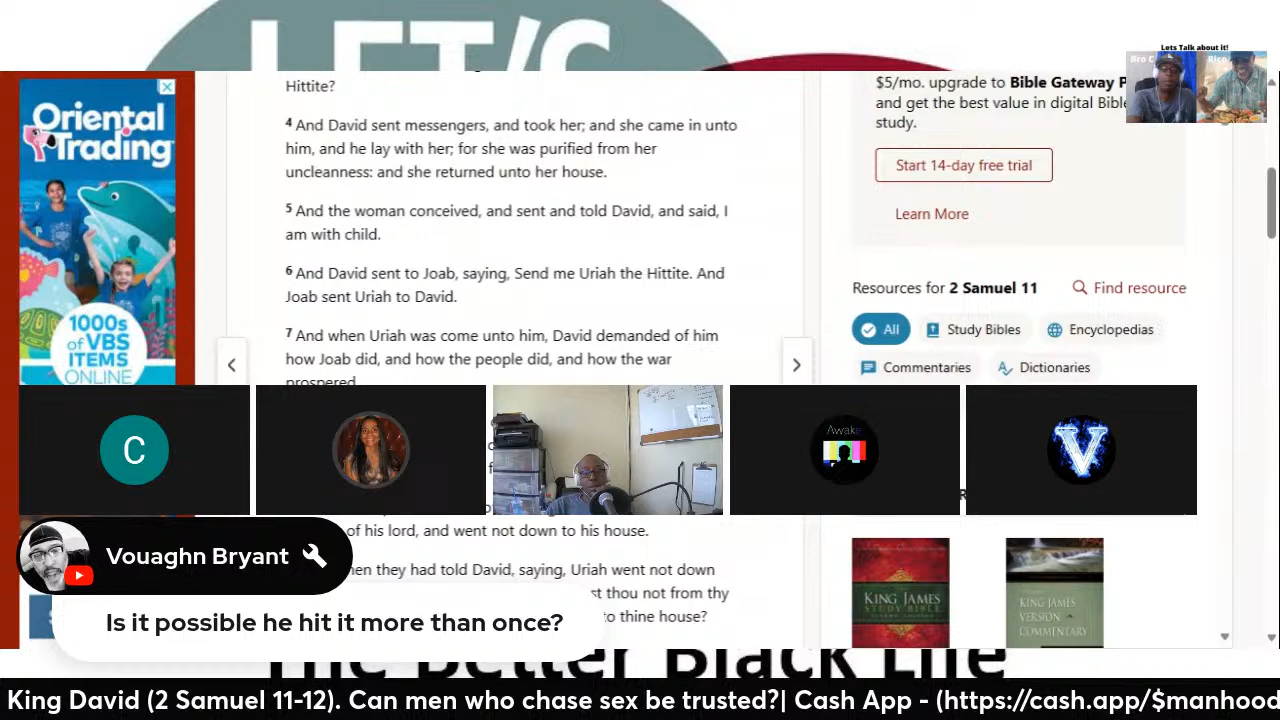 LET'S
Lets Talk about it!
Bro C
Rico
Oriental
Trading
1000s
of VBS
ITEMS
ONLINE
Hittite?
4 And David sent messengers, and took her; and she came in unto
him, and he lay with her; for she was purified from her
uncleanness: and she returned unto her house.
5 And the woman conceived, and sent and told David, and said, I
am with child.
6 And David sent to Joab, saying, Send me Uriah the Hittite. And
Joab sent Uriah to David.
7 And when Uriah was come unto him, David demanded of him
how Joab did, and how the people did, and how the war
prospered.
of his lord, and went not down to his house.
they had told David, saying, Uriah went not down
thou not from thy
to thine house?
$5/mo. upgrade to Bible Gateway
and get the best value in digital
study.
Start 14-day free trial
Learn More
Resources for 2 Samuel 11
Find resource
All
Study Bibles
Encyclopedias
Commentaries
Dictionaries
KING JAMES
STUDY BIBLE
KING JAMES
VERSION
COMMENTARY
C
Awake
V
Vouaghn Bryant
Is it possible he hit it more than once?
The Better Black Life
King David (2 Samuel 11-12). Can men who chase sex be trusted?| Cash App - (https://cash.app/$manhood